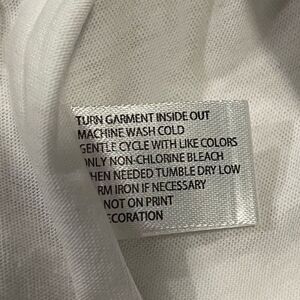 TURN GARMENT INSIDE OUT
MACHINE WASH COLD
GENTLE CYCLE WITH LIKE COLORS
ONLY NON-CHLORINE BLEACH
HEN NEEDED TUMBLE DRY LOW
RM IRON IF NECESSARY
NOT ON PRINT
ECORATION